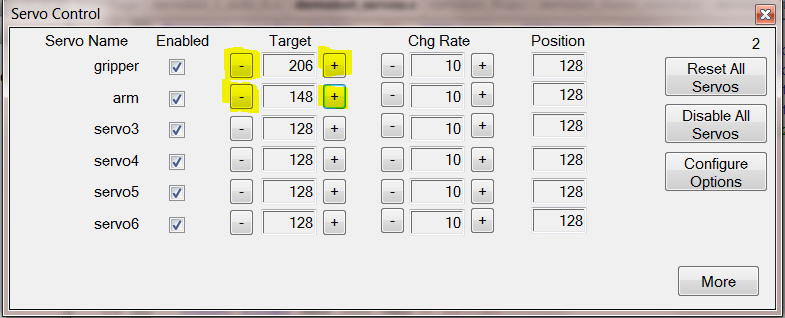 Servo Control
Servo Name Enabled Target Chg Rate Position 2
gripper - 206 + - 10 + 128
arm - 148 + - 10 + 128
servo3 - 128 + - 10 + 128
servo4 - 128 + - 10 + 128
servo5 - 128 + - 10 + 128
servo6 - 128 + - 10 + 128
Reset All
Servos
Disable All
Servos
Configure
Options
More